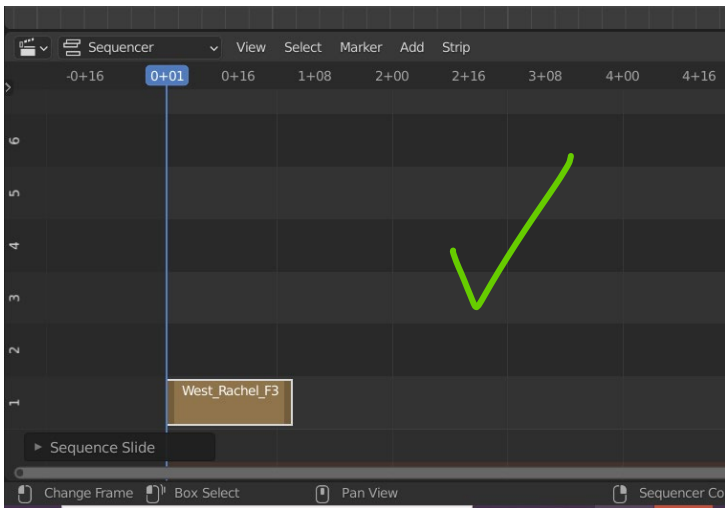 Sequencer View Select Marker Add Strip
-0+16 0+01 0+16 1+08 2+00 2+16 3+08 4+00 4+16
6
5
4
3
2
West_Rachel_F3
1
Sequence Slide
Change Frame Box Select Pan View Sequencer Co